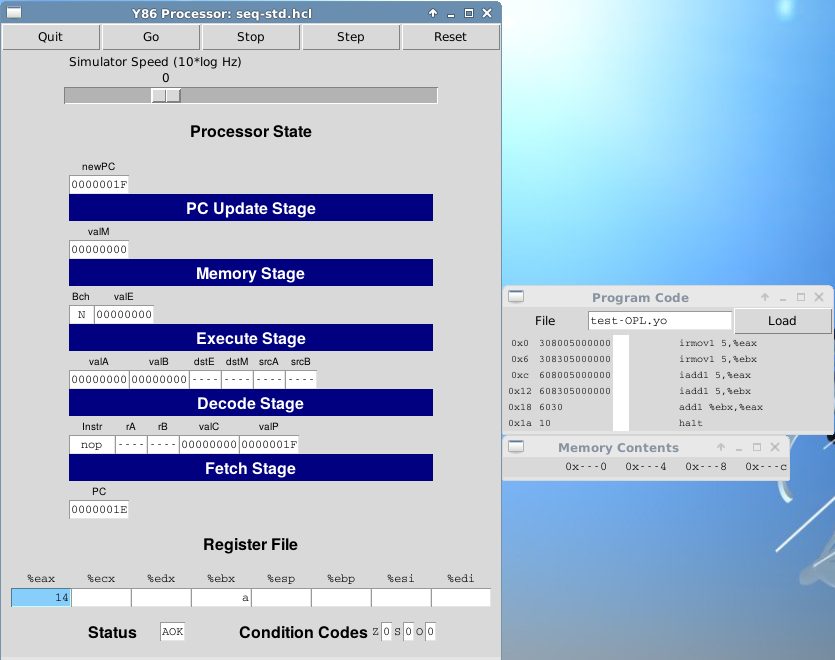 Y86 Processor: seq-std.hcl
Quit Go Stop Step Reset
Simulator Speed (10*log Hz)
0
Processor State
newPC
0000001F
PC Update Stage
valM
00000000
Memory Stage
Bch valE
N 00000000
Execute Stage
valA valB dstE dstM srcA srcB
00000000 00000000 ---- ---- ---- ----
Decode Stage
Instr rA rB valC valP
nop ---- ---- 00000000 0000001F
Fetch Stage
PC
0000001E
Register File
%eax %ecx %edx %ebx %esp %ebp %esi %edi
14 a
Status AOK Condition Codes Z 0 S 0 O 0
Program Code
File test-OPL.yo Load
0x0 308005000000 irmovl 5,%eax
0x6 308305000000 irmovl 5,%ebx
0xc 608005000000 iaddl 5,%eax
0x12 608305000000 iaddl 5,%ebx
0x18 6030 addl %ebx,%eax
0x1a 10 halt
Memory Contents
0x---0 0x---4 0x---8 0x---c